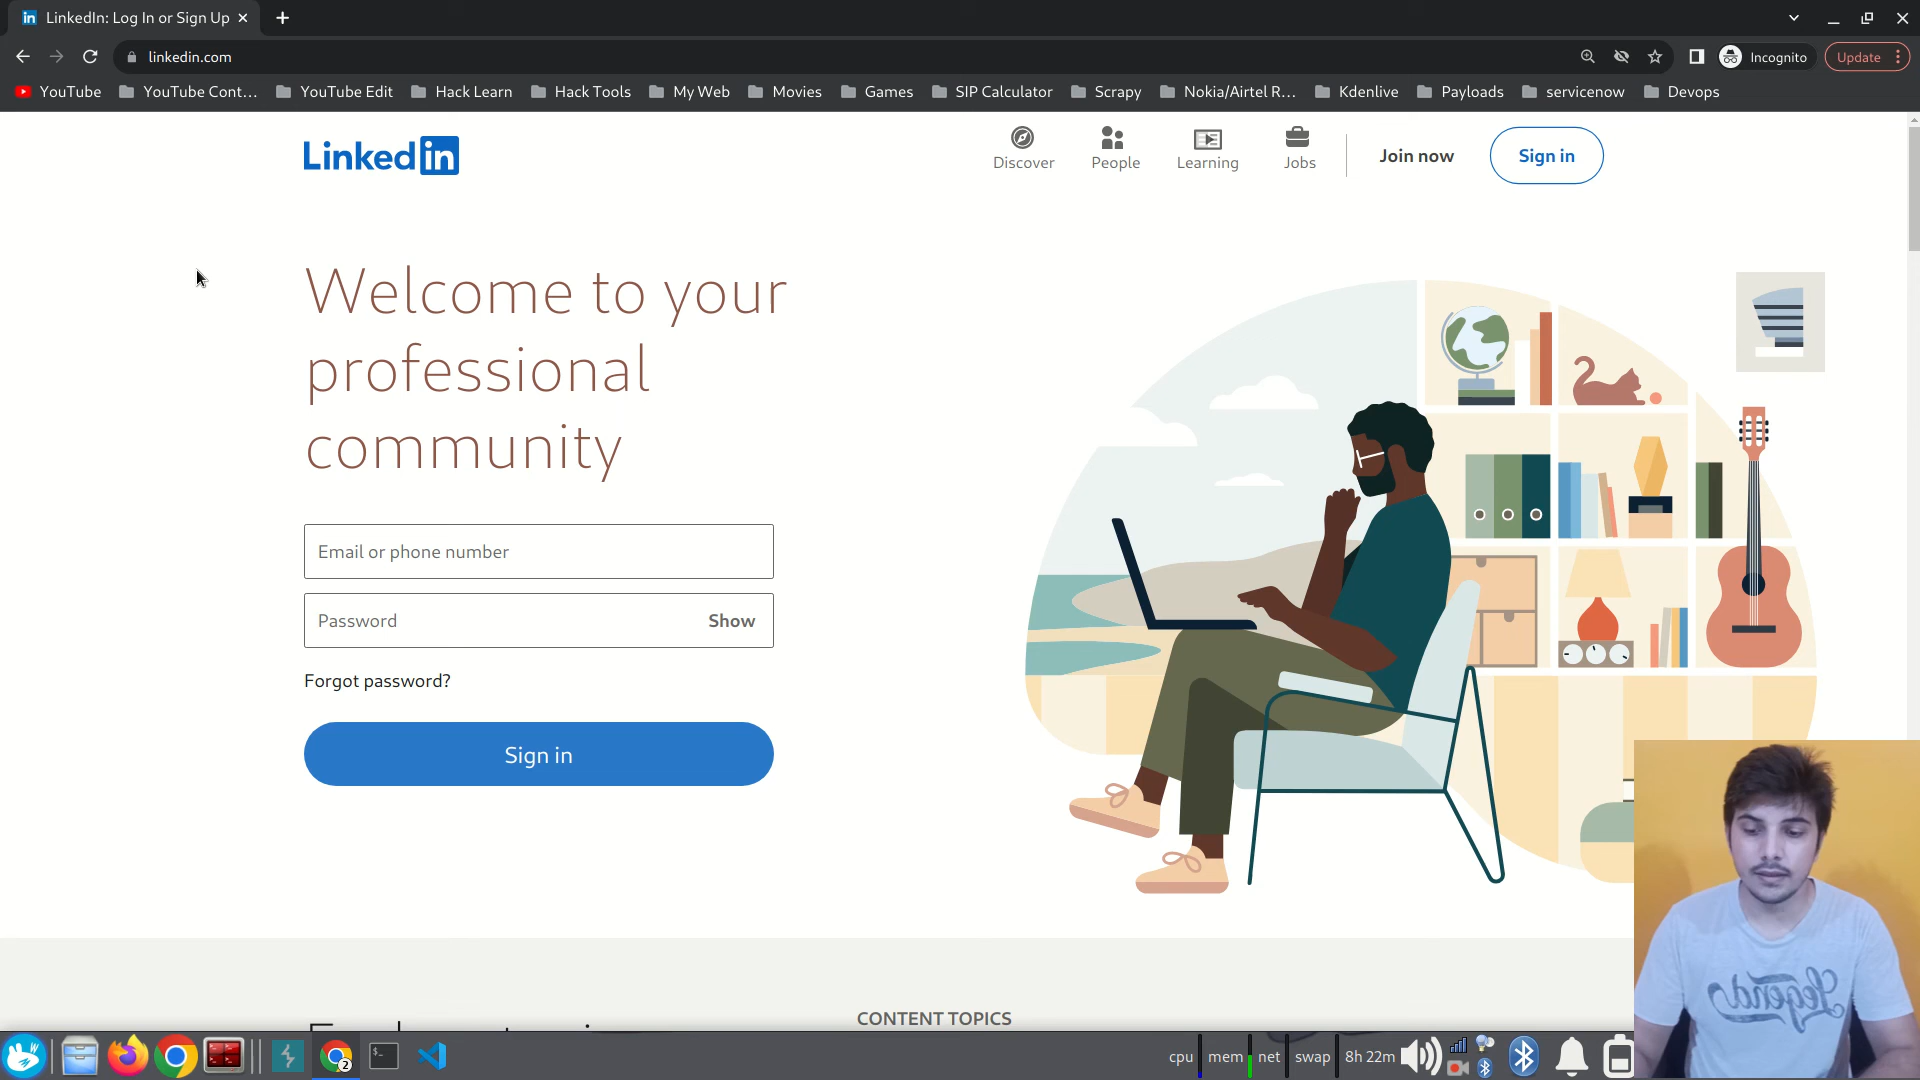 LinkedIn: Log In or Sign Up
linkedin.com
Incognito
Update
YouTube
YouTube Cont...
YouTube Edit
Hack Learn
Hack Tools
My Web
Movies
Games
SIP Calculator
Scrapy
Nokia/Airtel R...
Kdenlive
Payloads
servicenow
Devops
Linked in
Discover
People
Learning
Jobs
Join now
Sign in
Welcome to your
professional
community
Email or phone number
Password
Show
Forgot password?
Sign in
CONTENT TOPICS
Legend
2
cpu
mem
net
swap
8h 22m